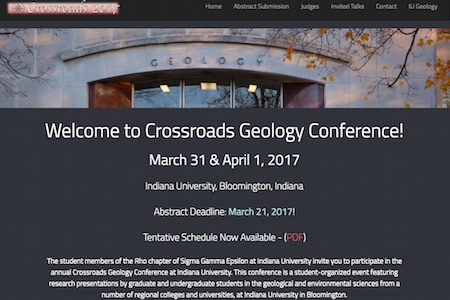 Crossroads 2017
Home Abstract Submission Judges Invited Talks Contact IU Geology
GEOLOGY
Welcome to Crossroads Geology Conference!
March 31 & April 1, 2017
Indiana University, Bloomington, Indiana
Abstract Deadline: March 21, 2017!
Tentative Schedule Now Available - (PDF)
The student members of the Rho chapter of Sigma Gamma Epsilon at Indiana University invite you to participate in the
annual Crossroads Geology Conference at Indiana University. This conference is a student-organized event featuring
research presentations by graduate and undergraduate students in the geological and environmental sciences from a
number of regional colleges and universities, at Indiana University in Bloomington.